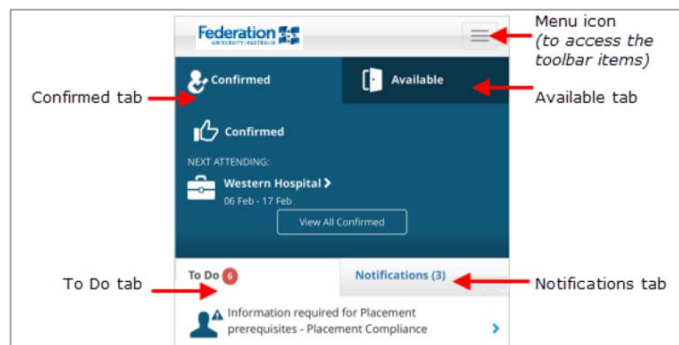 Federation
UNIVERSITY • AUSTRALIA
Menu icon
(to access the
toolbar items)
Confirmed
Available
Confirmed tab
Available tab
Confirmed
NEXT ATTENDING:
Western Hospital
06 Feb - 17 Feb
View All Confirmed
To Do 6
Notifications (3)
To Do tab
Notifications tab
Information required for Placement
prerequisites - Placement Compliance